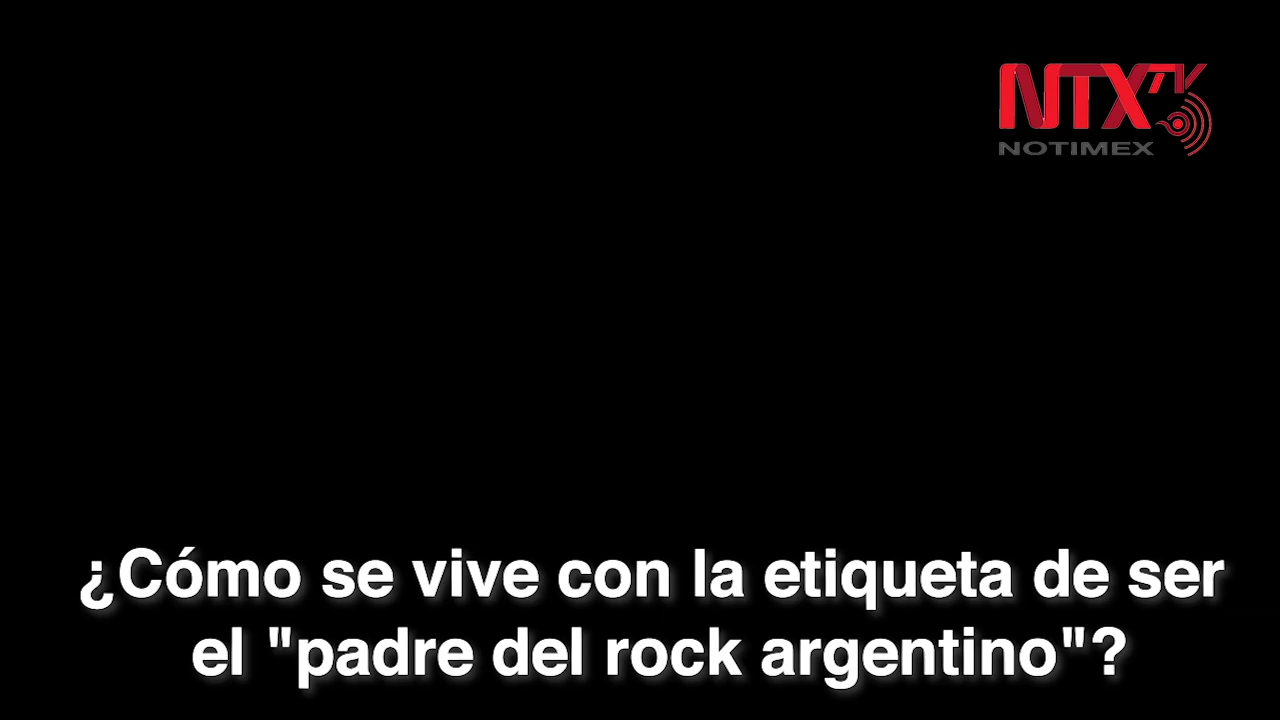 NTX TV
NOTIMEX
¿Cómo se vive con la etiqueta de ser
el "padre del rock argentino"?